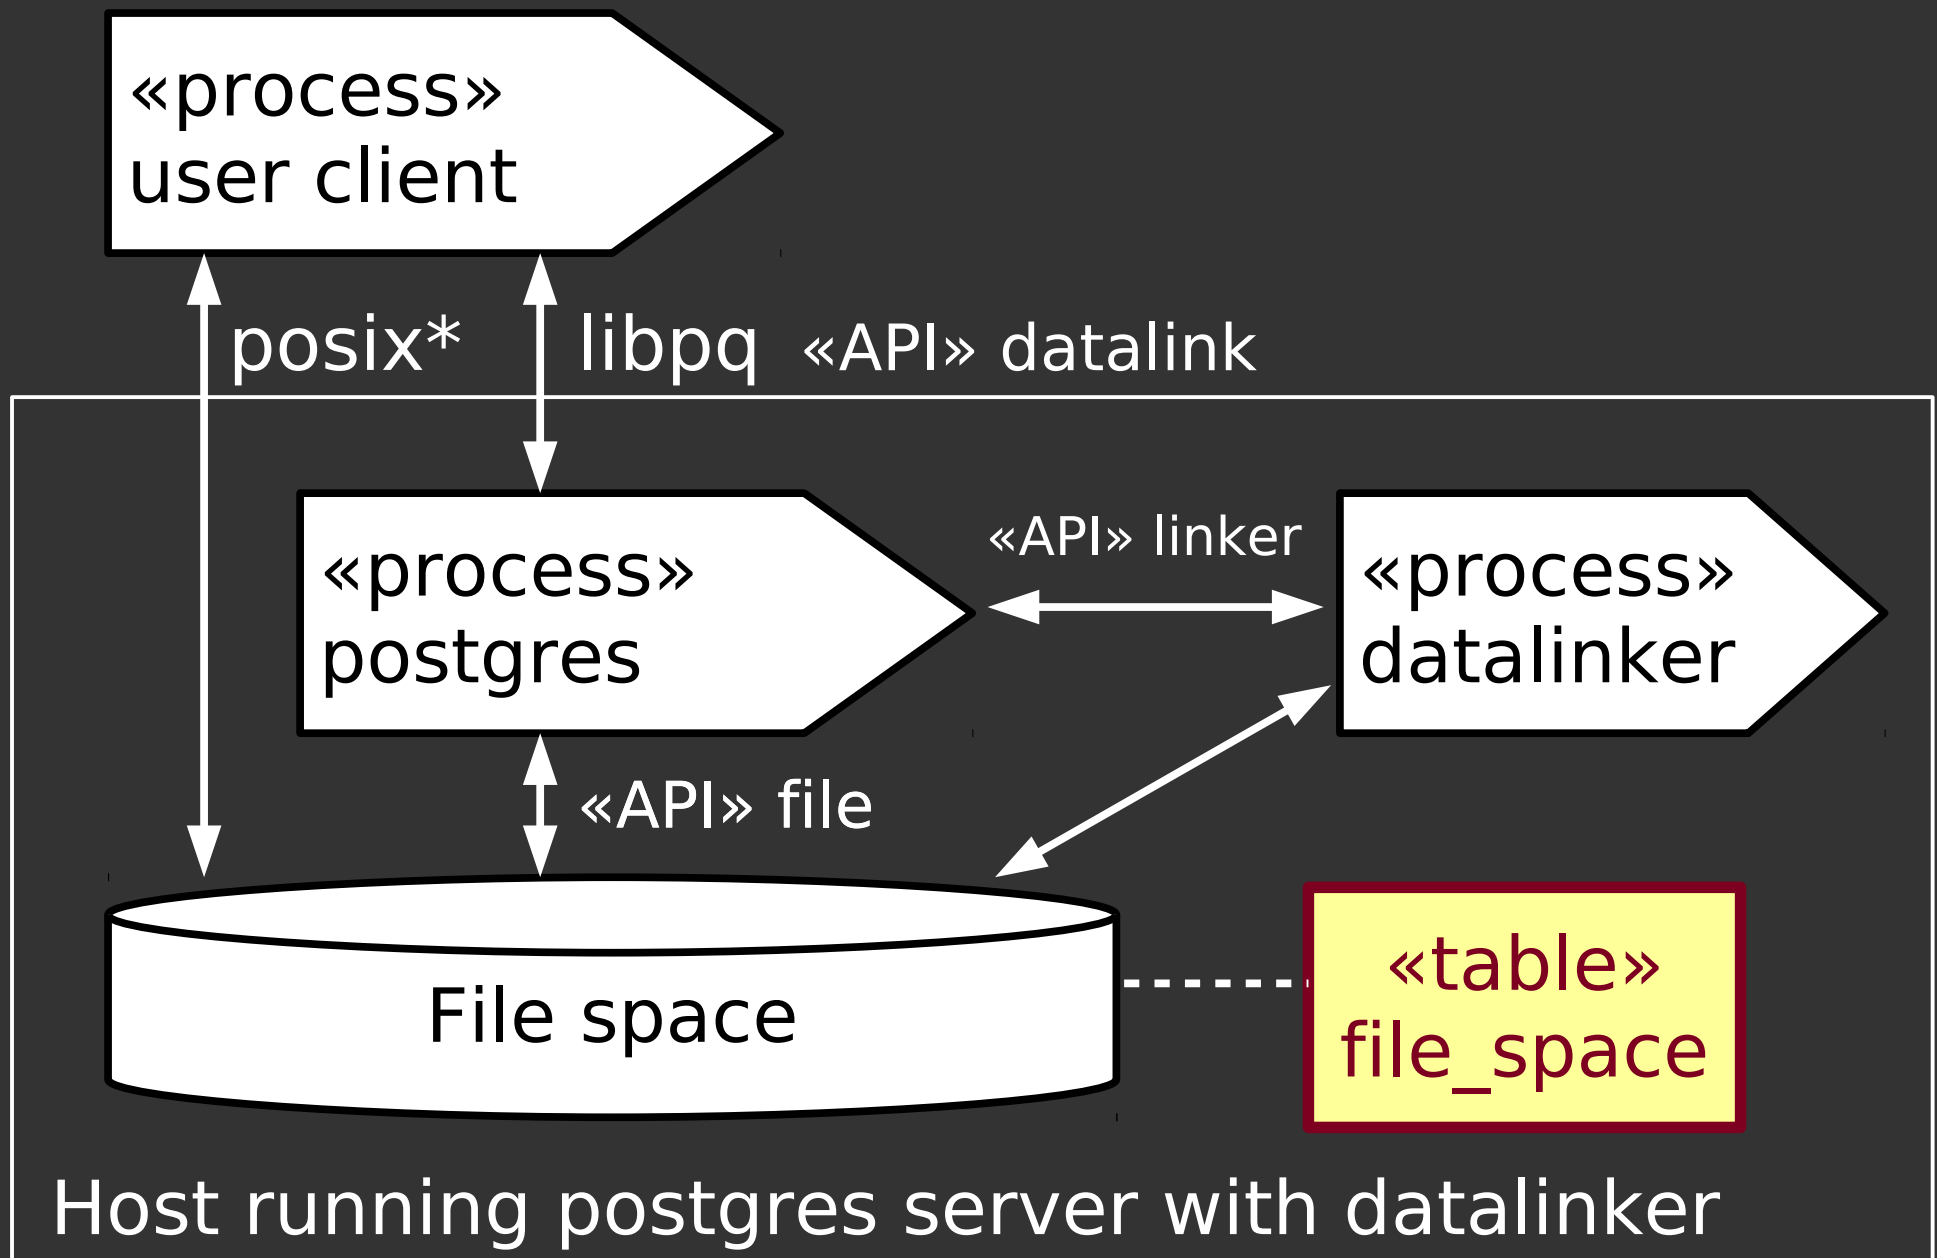 «process»
user client
posix*
libpq «API» datalink
«process»
postgres
«API» linker
«process»
datalinker
«API» file
File space
«table»
file_space
Host running postgres server with datalinker